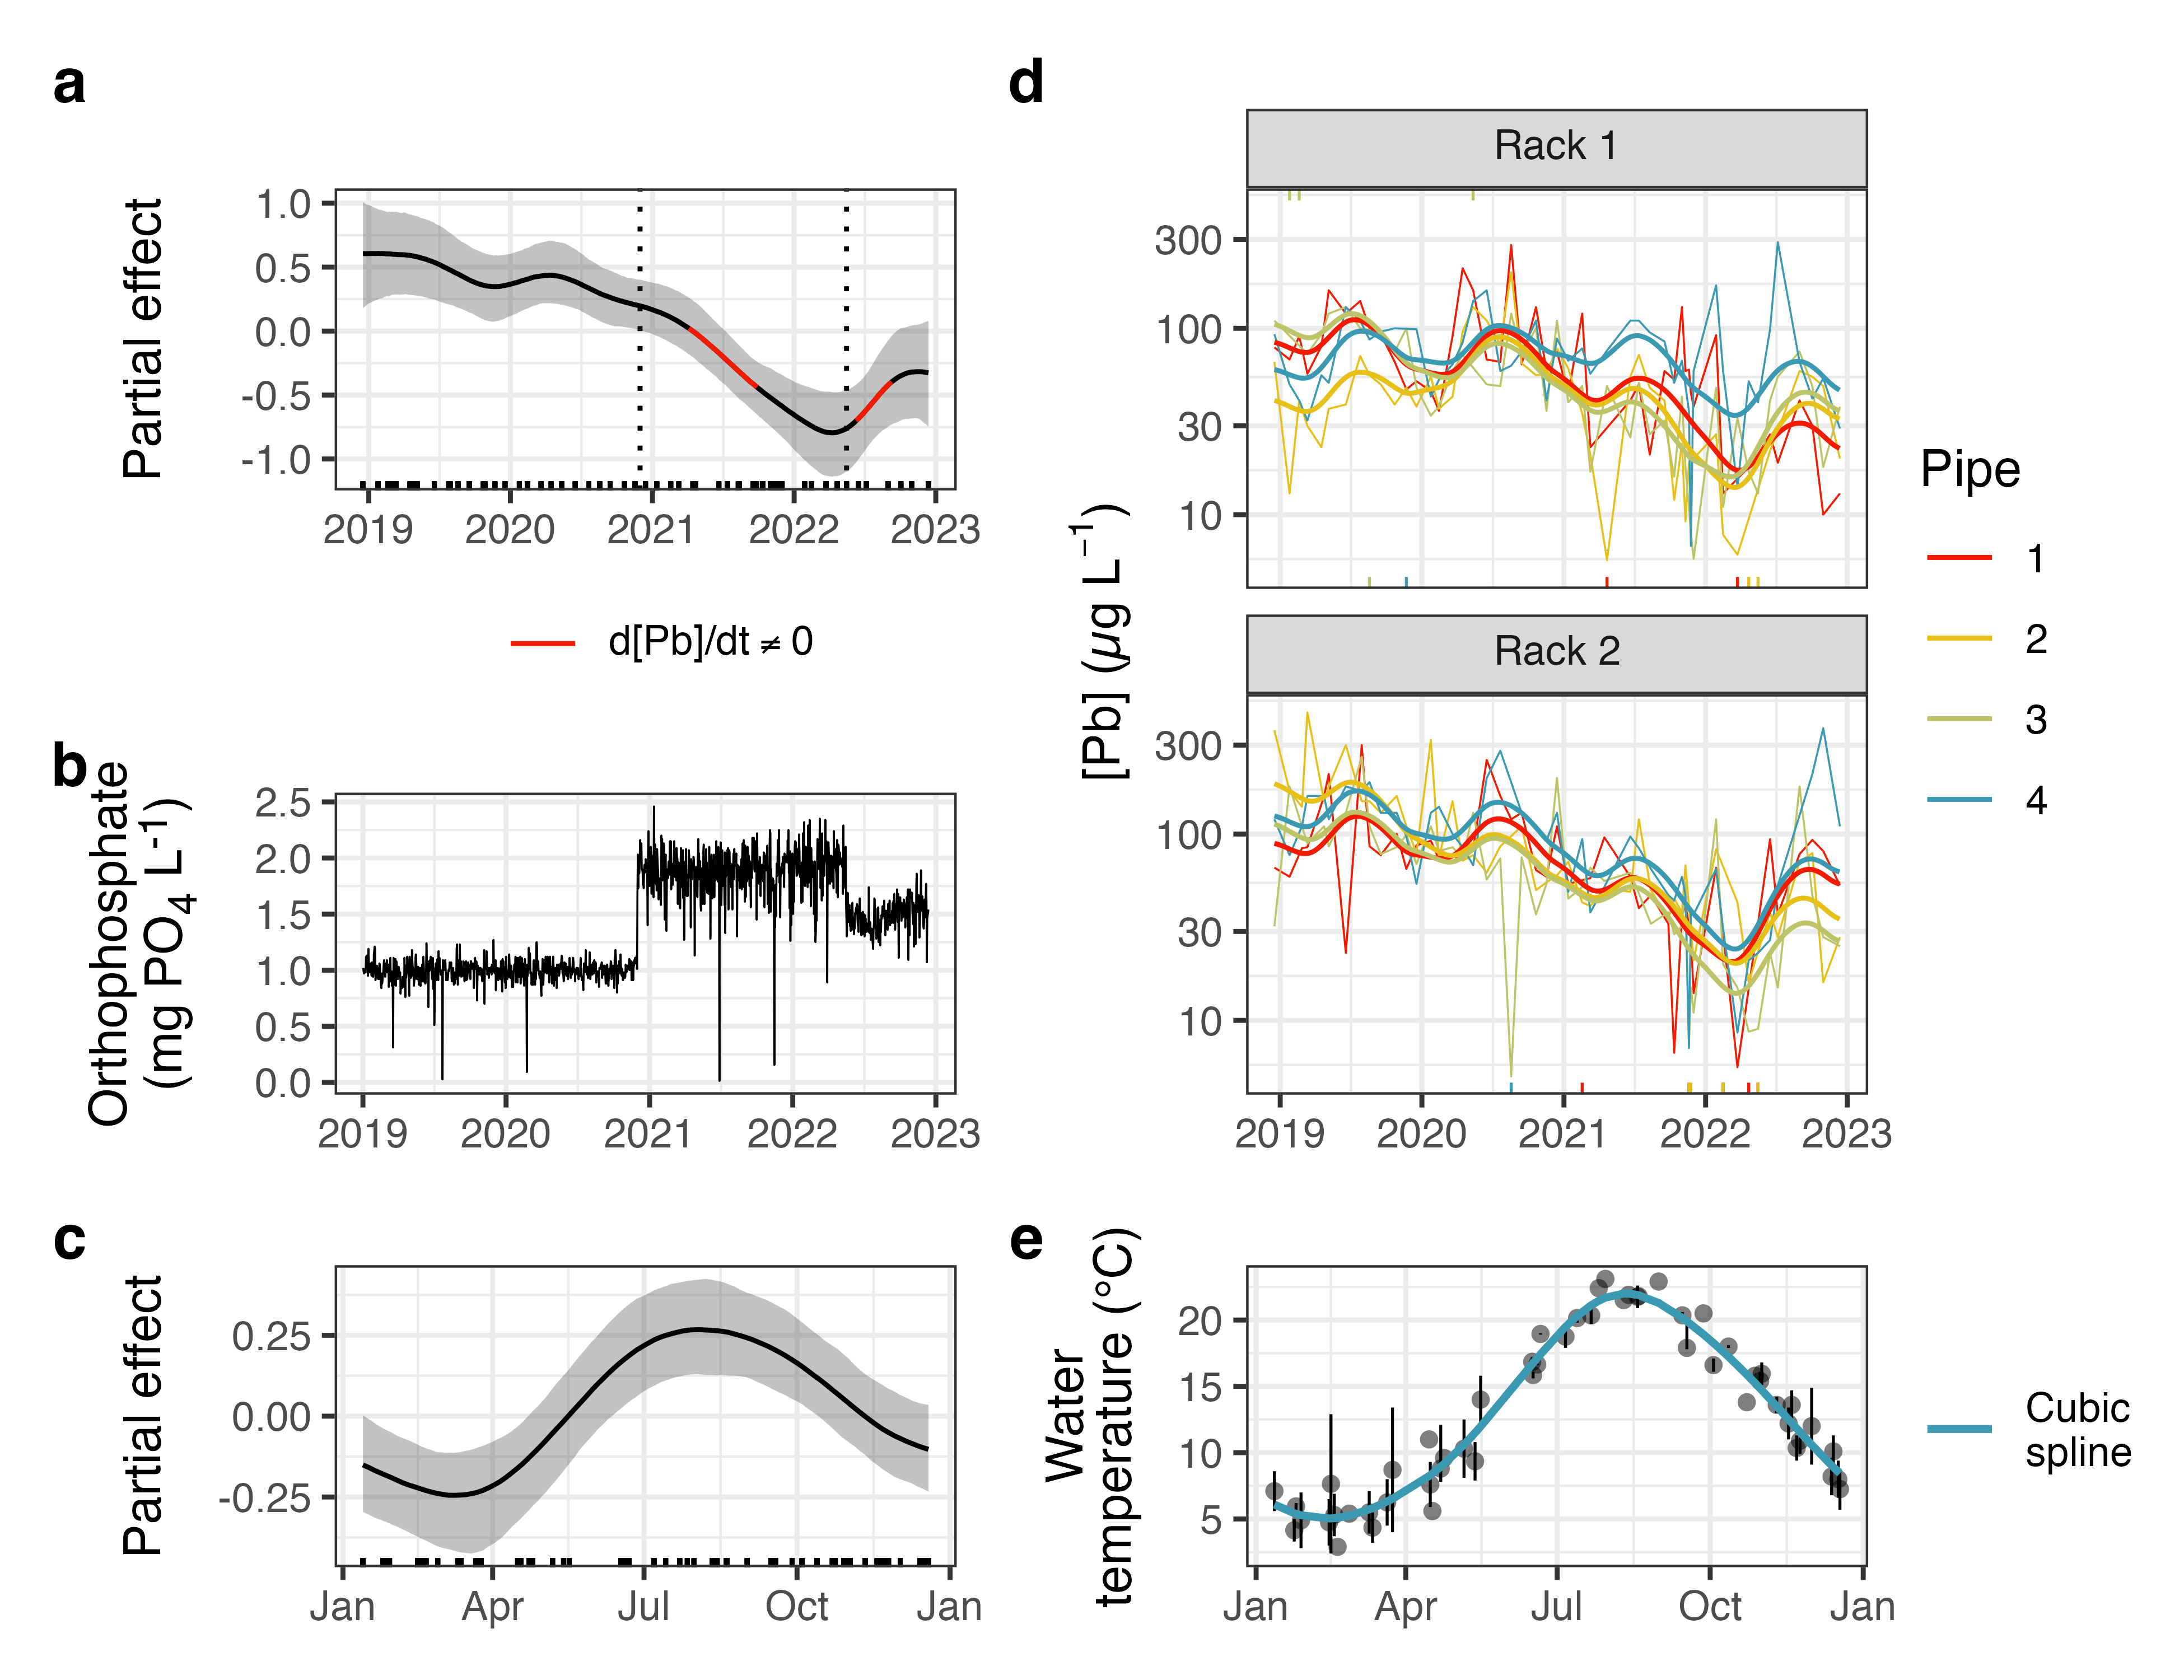 a
Partial effect
1.0
0.5
0.0
-0.5
-1.0
2019 2020 2021 2022 2023
d[Pb]/dt ≠ 0
b
Orthophosphate
(mg PO4 L-1)
2.5
2.0
1.5
1.0
0.5
0.0
2019 2020 2021 2022 2023
c
Partial effect
0.25
0.00
-0.25
Jan Apr Jul Oct Jan
d
[Pb] (µg L−1)
Rack 1
300
100
30
10
Rack 2
300
100
30
10
2019 2020 2021 2022 2023
Pipe
1
2
3
4
e
Water
temperature (°C)
20
15
10
5
Jan Apr Jul Oct Jan
Cubic
spline